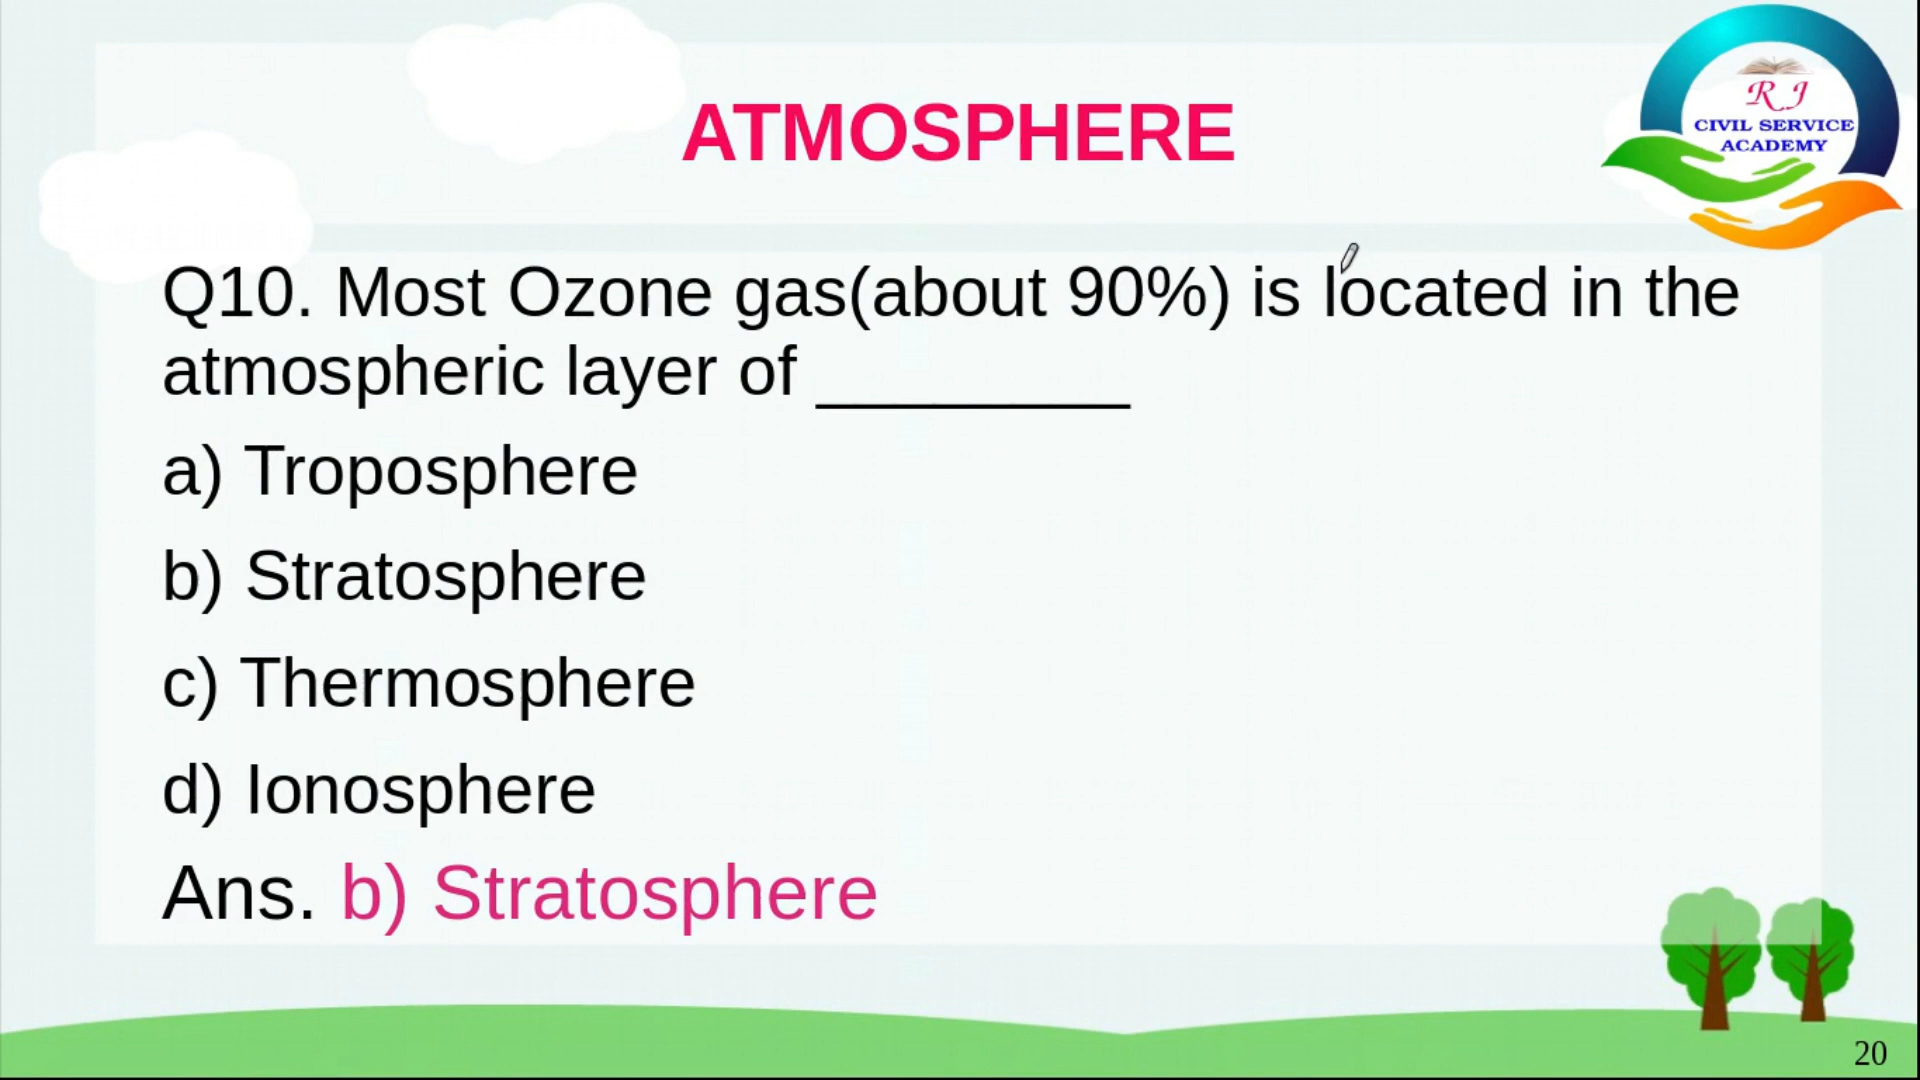 R J
CIVIL SERVICE
ACADEMY
ATMOSPHERE
Q10. Most Ozone gas(about 90%) is located in the
atmospheric layer of ________
a) Troposphere
b) Stratosphere
c) Thermosphere
d) Ionosphere
Ans. b) Stratosphere
20